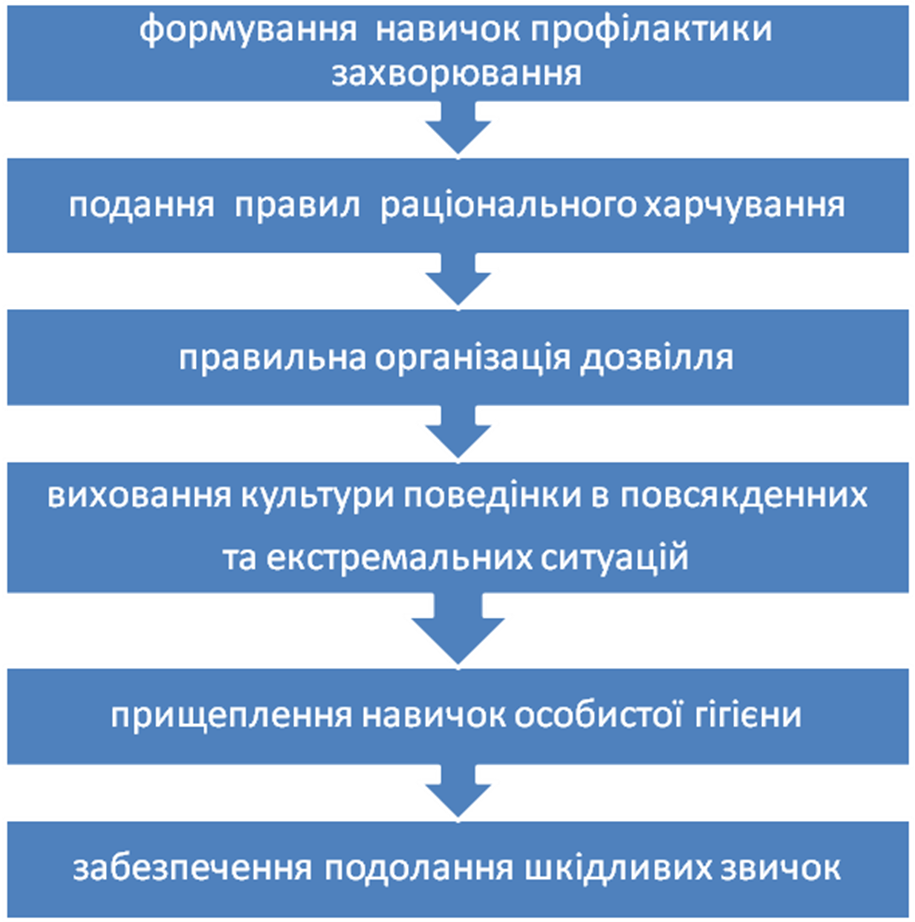 формування навичок профілактики
захворювання
подання правил раціонального харчування
правильна організація дозвілля
виховання культури поведінки в повсякденних
та екстремальних ситуацій
прищеплення навичок особистої гігієни
забезпечення подолання шкідливих звичок